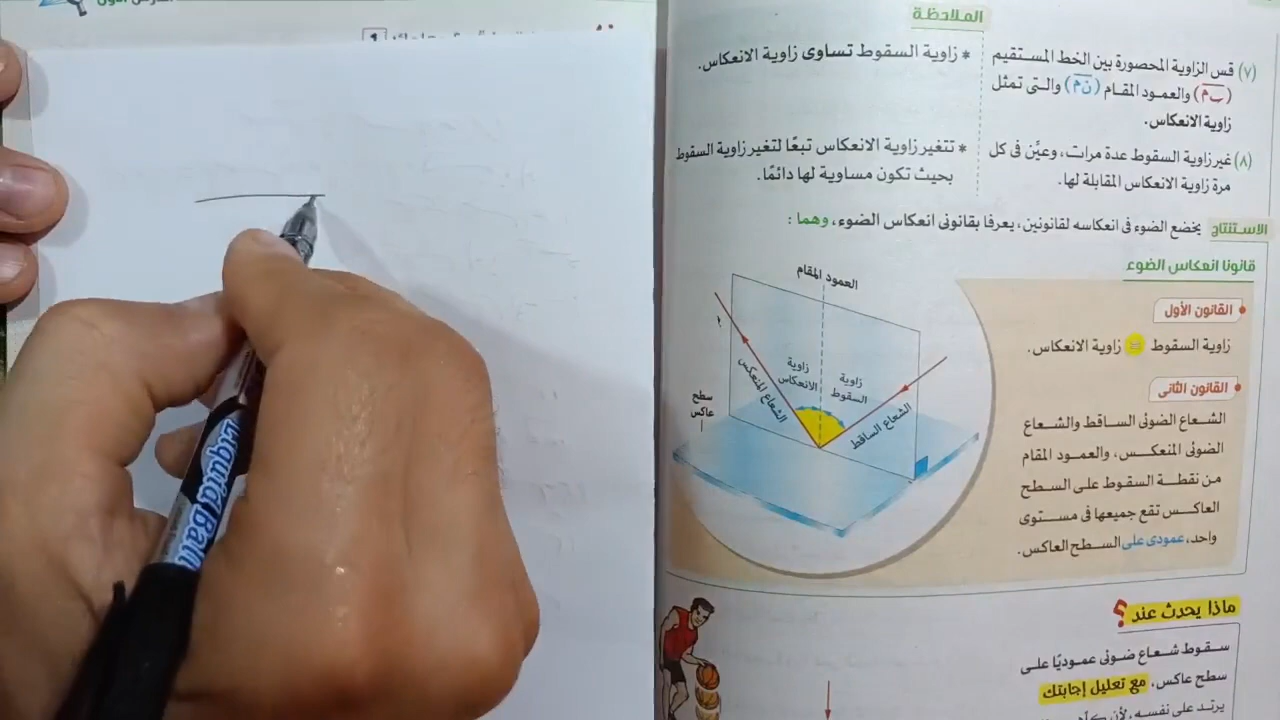 الملاحظة
(٧) قس الزاوية المحصورة بين الخط المستقيم
(ب م) والعمود المقام (ن م) والتى تمثل
زاوية الانعكاس.
* زاوية السقوط تساوى زاوية الانعكاس.
(٨) غير زاوية السقوط عدة مرات، وعيِّن فى كل
مرة زاوية الانعكاس المقابلة لها.
* تتغير زاوية الانعكاس تبعًا لتغير زاوية السقوط
بحيث تكون مساوية لها دائمًا.
الاستنتاج يخضع الضوء فى انعكاسه لقانونين، يعرفا بقانونى انعكاس الضوء، وهما :
قانونا انعكاس الضوء
القانون الأول
زاوية السقوط = زاوية الانعكاس.
القانون الثانى
الشعاع الضوئى الساقط والشعاع
الضوئى المنعكس، والعمود المقام
من نقطة السقوط على السطح
العاكس تقع جميعها فى مستوى
واحد، عمودى على السطح العاكس.
العمود المقام
زاوية
الانعكاس
زاوية
السقوط
الشعاع المنعكس
الشعاع الساقط
سطح
عاكس
ماذا يحدث عند ؟
سقوط شعاع ضوئى عموديًا على
سطح عاكس، مع تعليل إجابتك
يرتد على نفسه ؛ لأن
Liquid Ball